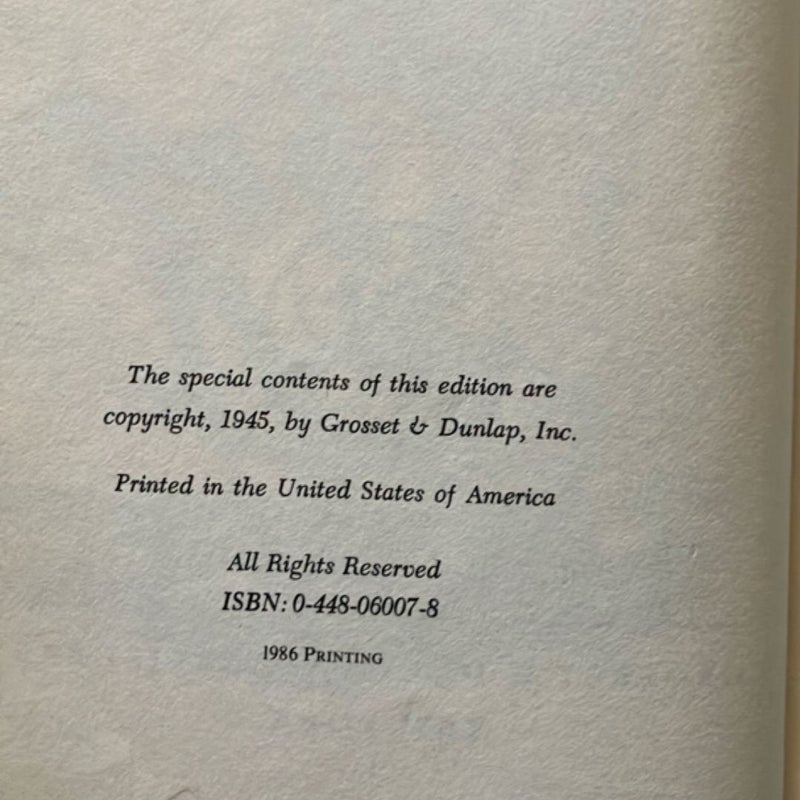 The special contents of this edition are
copyright, 1945, by Grosset & Dunlap, Inc.
Printed in the United States of America
All Rights Reserved
ISBN: 0-448-06007-8
1986 PRINTING